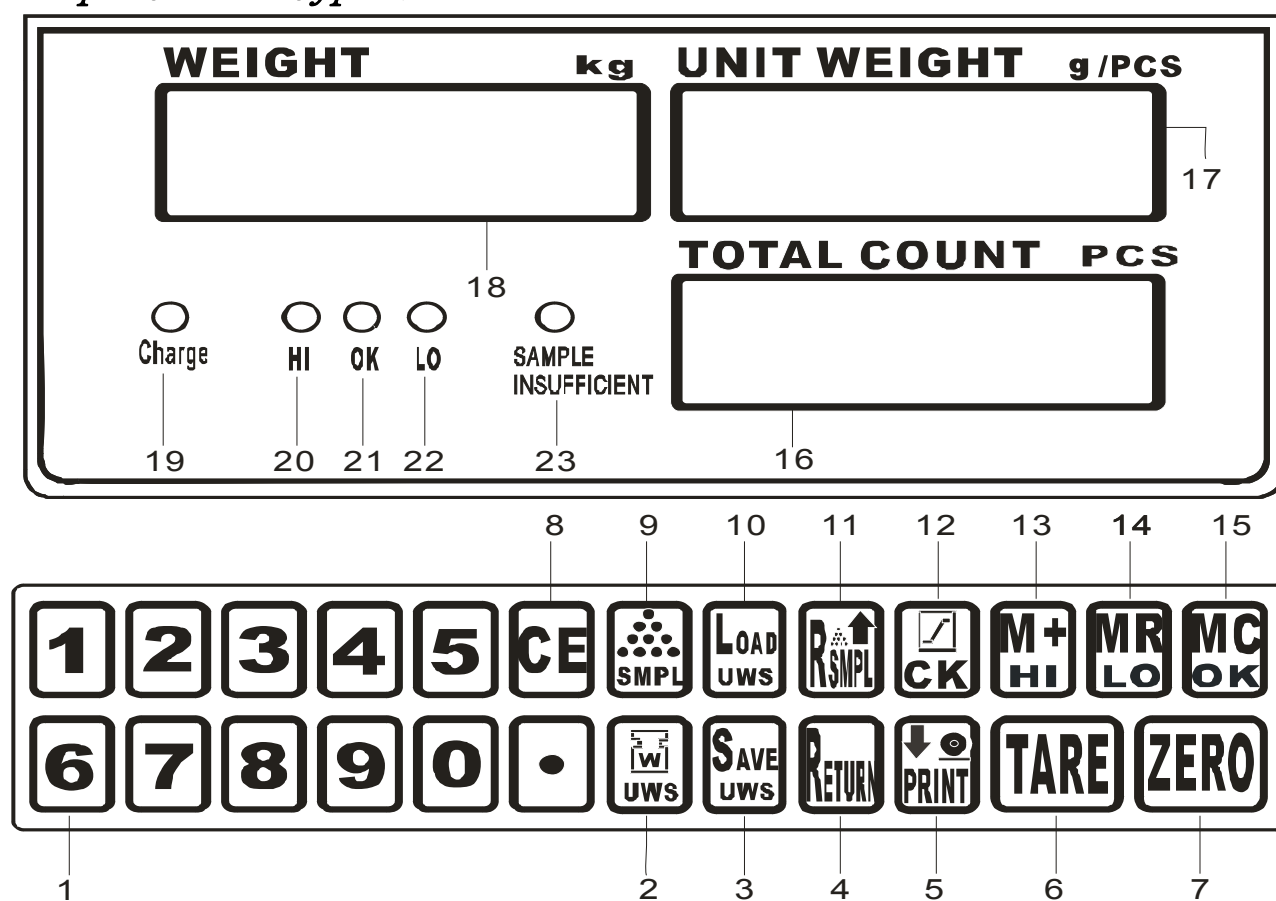 WEIGHT kg UNIT WEIGHT g/PCS
17
TOTAL COUNT PCS
18
Charge HI OK LO SAMPLE INSUFFICIENT
19 20 21 22 23 16
8 9 10 11 12 13 14 15
1 2 3 4 5 CE SMPL LOAD UWS RSMPL CK M+ HI MR LO MC OK
6 7 8 9 0 • W UWS SAVE UWS RETURN PRINT TARE ZERO
1 2 3 4 5 6 7